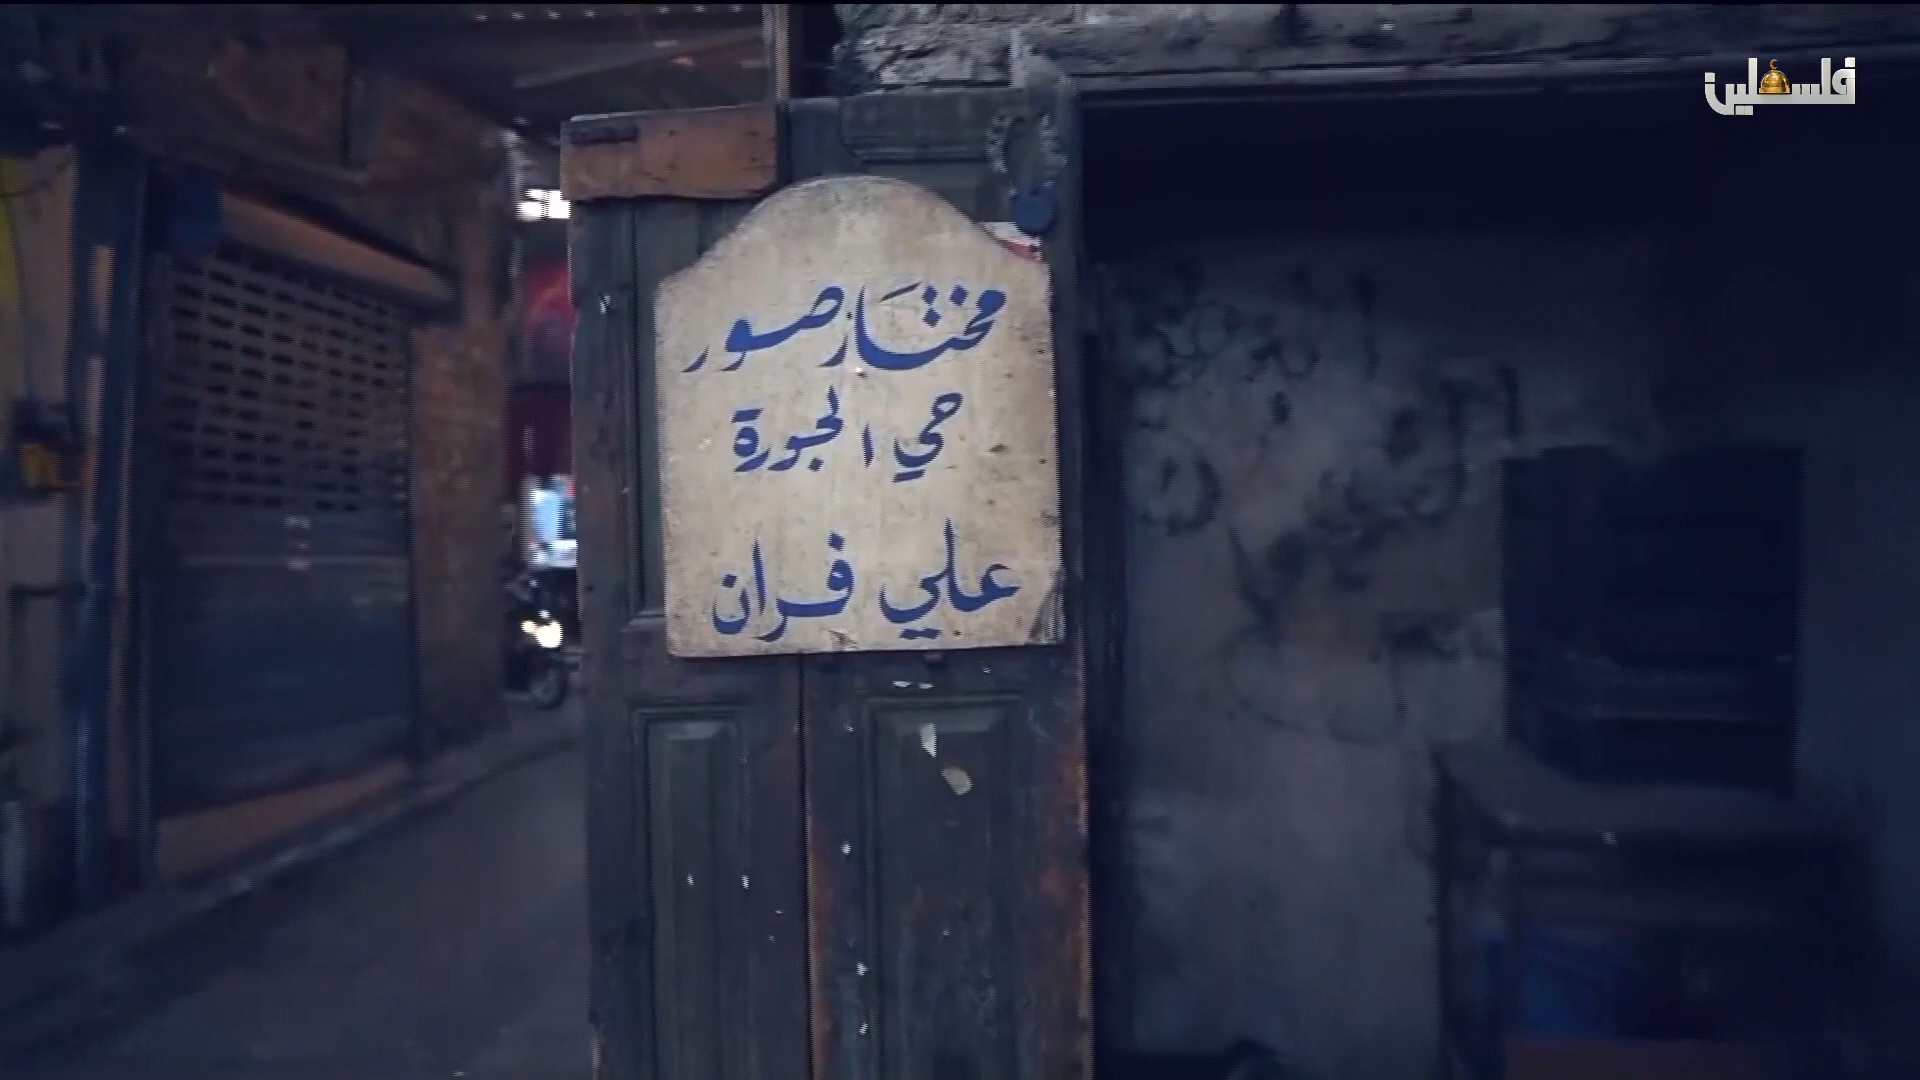 فلسطين
مختار صور
حي الجورة
علي فران